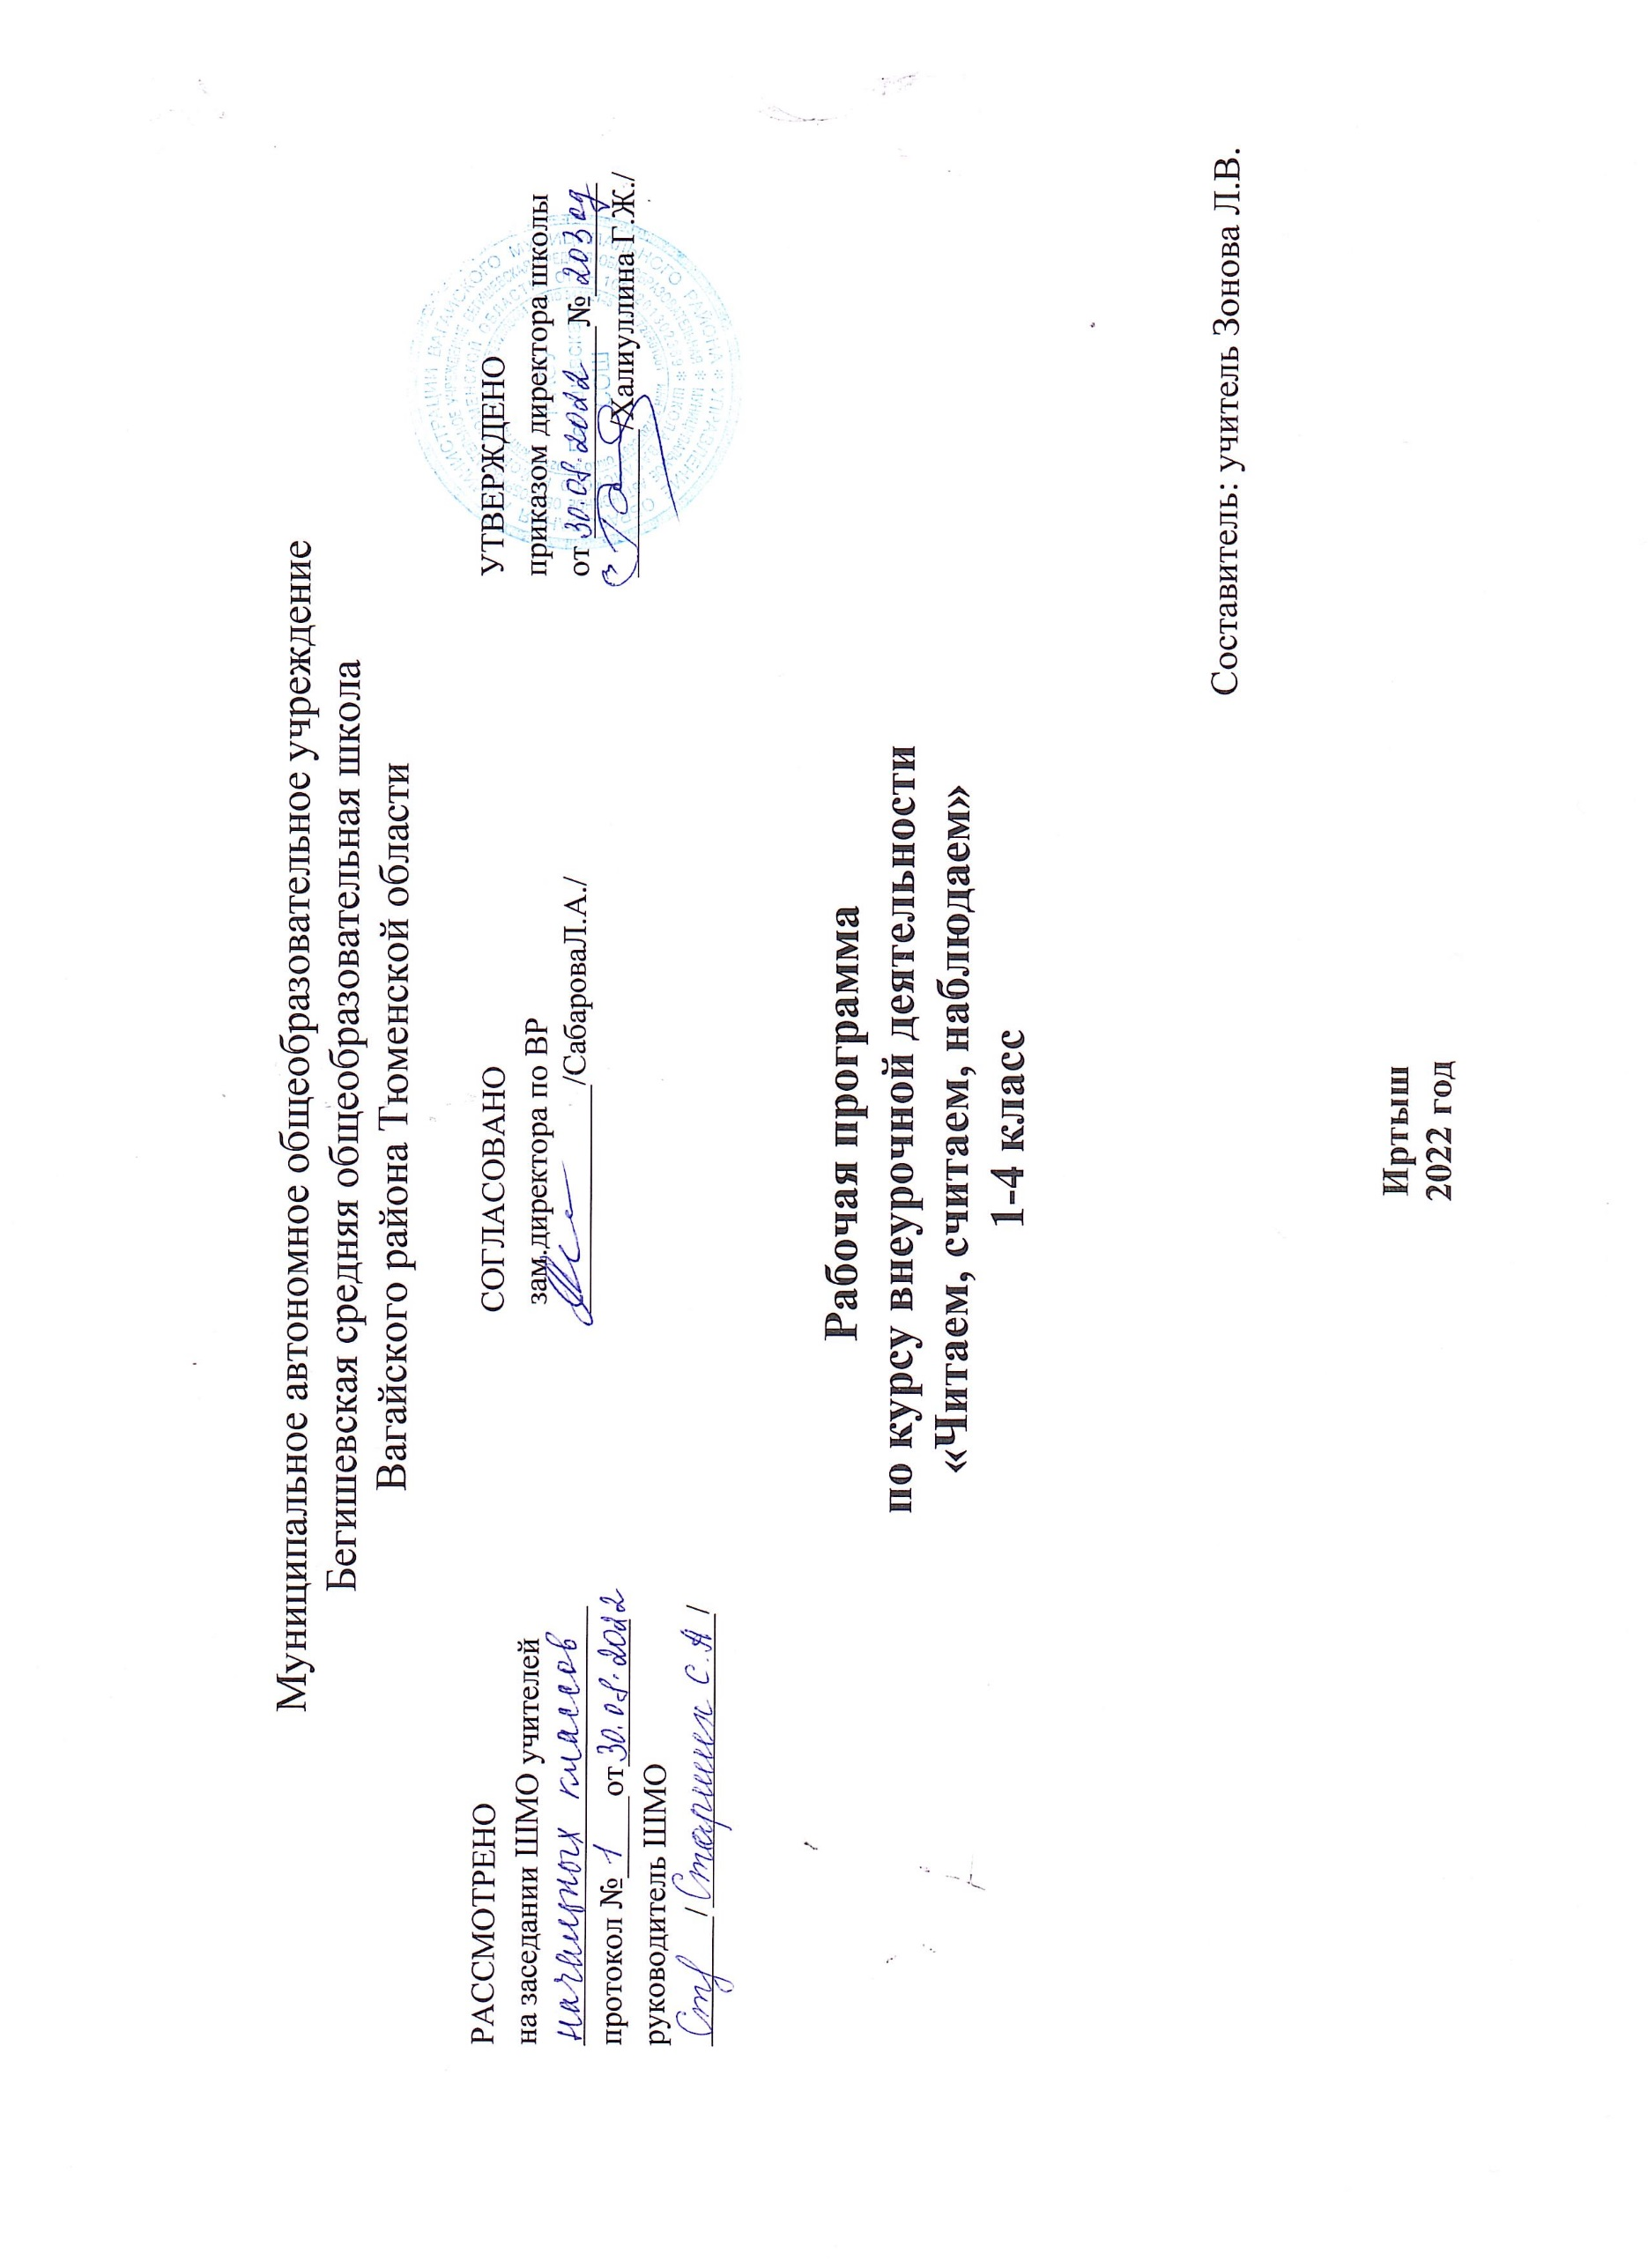 Муниципальное автономное общеобразовательное учреждение
Бегишевская средняя общеобразовательная школа
Вагайского района Тюменской области
РАССМОТРЕНО
на заседании ШМО учителей
начальных классов
протокол № 1 от 30.08.2022
руководитель ШМО
/ С.А /
СОГЛАСОВАНО
зам.директора по ВР
/СабароваЛ.А./
УТВЕРЖДЕНО
приказом директора школы
от 30.08.2022 № 203 од
/Халиуллина Г.Ж./
Рабочая программа
по курсу внеурочной деятельности
«Читаем, считаем, наблюдаем»
1-4 класс
Составитель: учитель Зонова Л.В.
Иртыш
2022 год